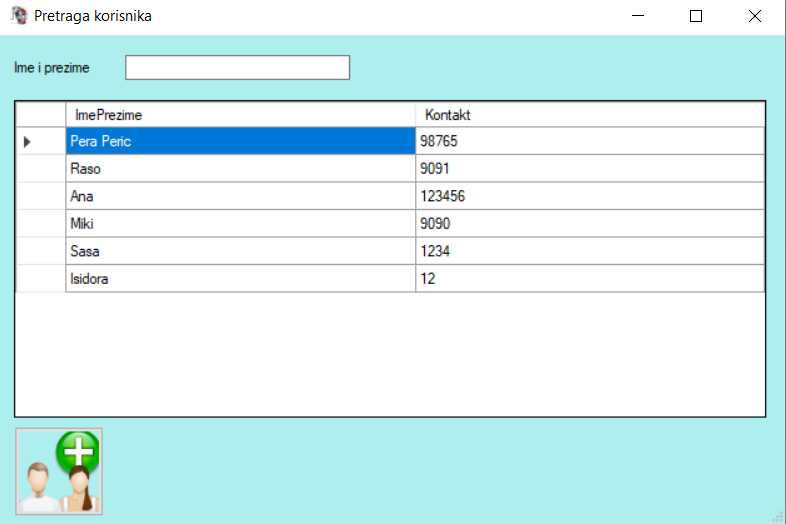 Pretraga korisnika
Ime i prezime
ImePrezime Kontakt
Pera Peric 98765
Raso 9091
Ana 123456
Miki 9090
Sasa 1234
Isidora 12